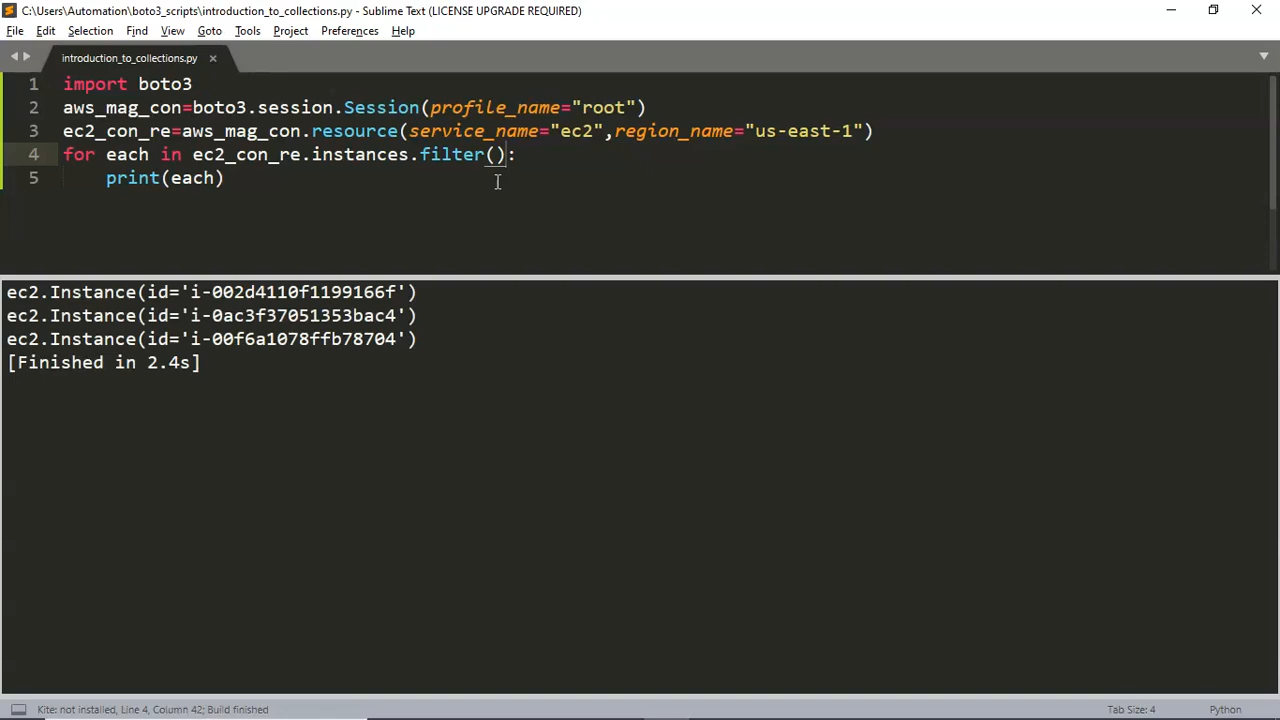 C:\Users\Automation\boto3_scripts\introduction_to_collections.py - Sublime Text (LICENSE UPGRADE REQUIRED)
File Edit Selection Find View Goto Tools Project Preferences Help
introduction_to_collections.py ×
1 import boto3
2 aws_mag_con=boto3.session.Session(profile_name="root")
3 ec2_con_re=aws_mag_con.resource(service_name="ec2",region_name="us-east-1")
4 for each in ec2_con_re.instances.filter():
5     print(each)
ec2.Instance(id='i-002d4110f1199166f')
ec2.Instance(id='i-0ac3f37051353bac4')
ec2.Instance(id='i-00f6a1078ffb78704')
[Finished in 2.4s]
Kite: not installed, Line 4, Column 42; Build finished Tab Size: 4 Python